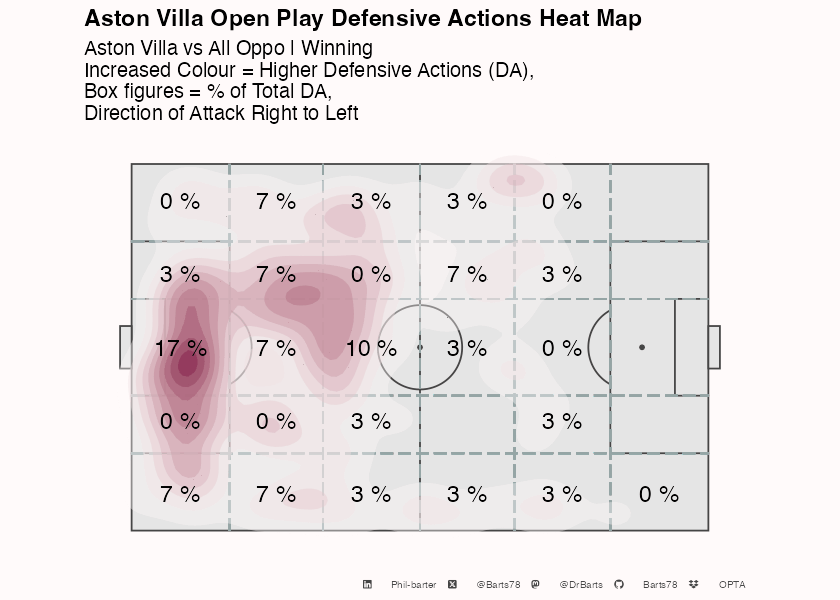 Aston Villa Open Play Defensive Actions Heat Map
Aston Villa vs All Oppo | Winning
Increased Colour = Higher Defensive Actions (DA),
Box figures = % of Total DA,
Direction of Attack Right to Left
0 % 7 % 3 % 3 % 0 %
3 % 7 % 0 % 7 % 3 %
17 % 7 % 10 % 3 % 0 %
0 % 0 % 3 % 3 %
7 % 7 % 3 % 3 % 3 % 0 %
Phil-barter @Barts78 @DrBarts Barts78 OPTA